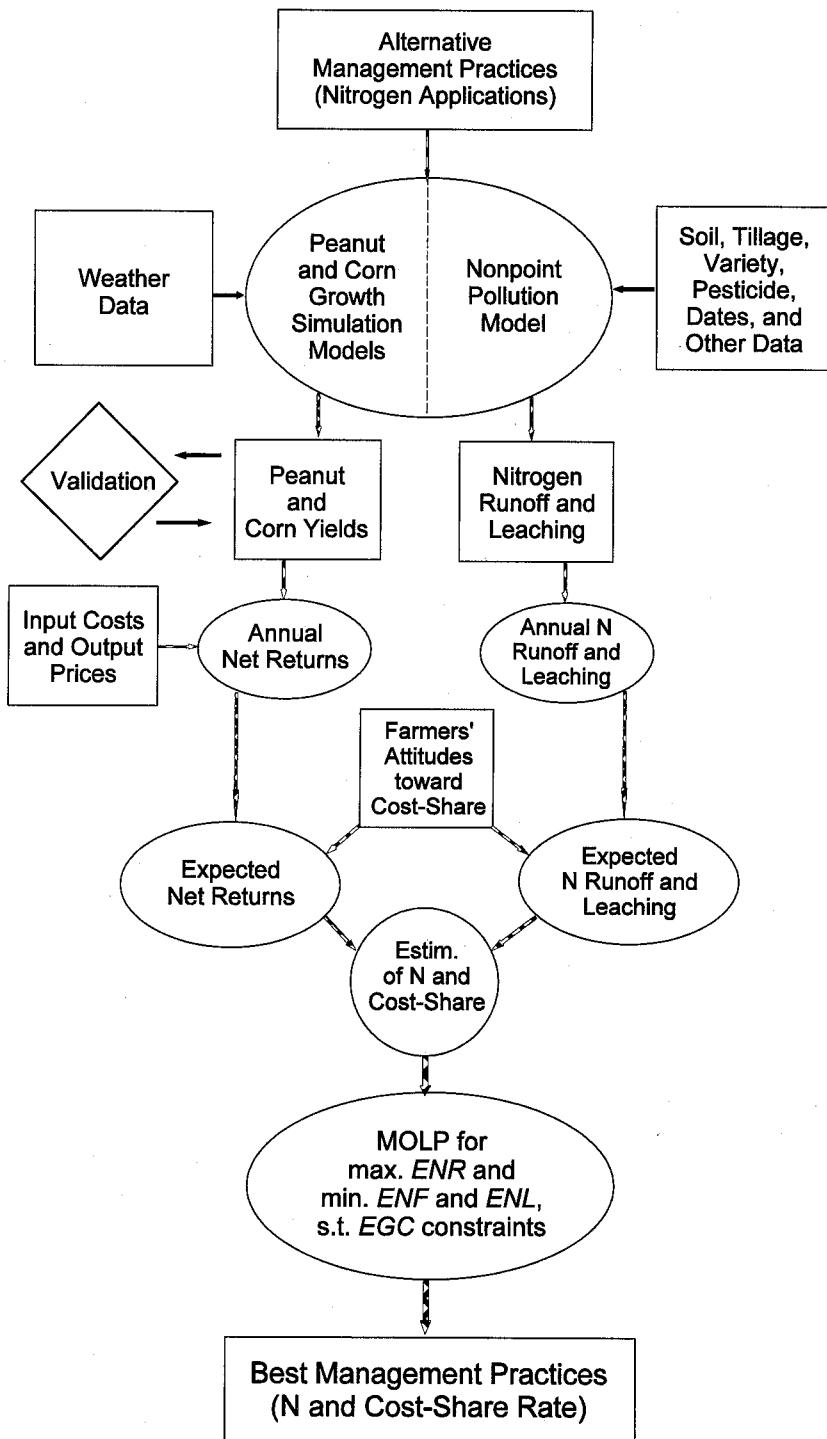 Alternative
Management Practices
(Nitrogen Applications)
Weather
Data
Peanut
and Corn
Growth
Simulation
Models
Nonpoint
Pollution
Model
Soil, Tillage,
Variety,
Pesticide,
Dates, and
Other Data
Validation
Peanut
and
Corn Yields
Nitrogen
Runoff and
Leaching
Input Costs
and Output
Prices
Annual
Net Returns
Annual N
Runoff and
Leaching
Farmers'
Attitudes
toward
Cost-Share
Expected
Net Returns
Expected
N Runoff and
Leaching
Estim.
of N and
Cost-Share
MOLP for
max. ENR and
min. ENF and ENL,
s.t. EGC constraints
Best Management Practices
(N and Cost-Share Rate)